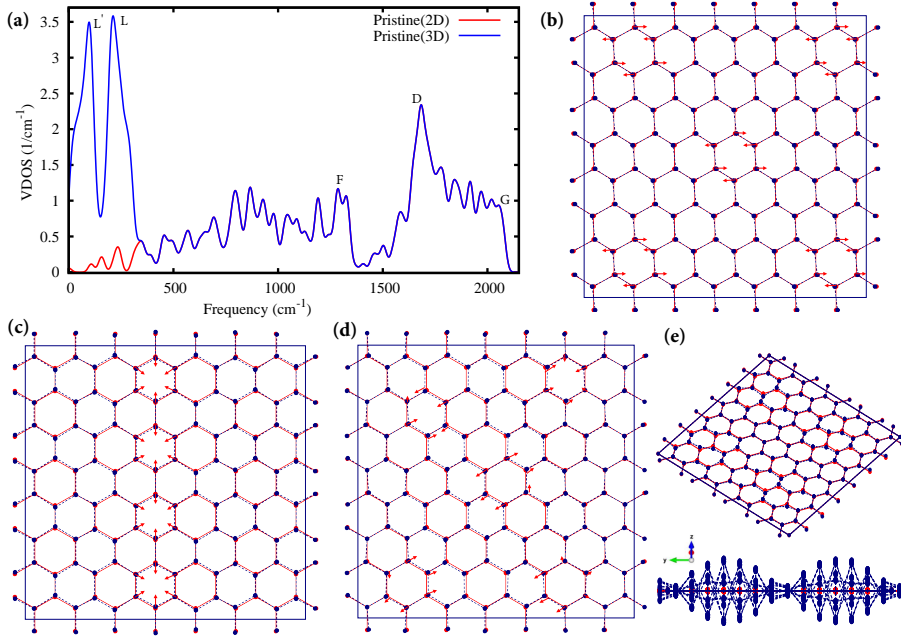 (a)
Pristine(2D)
Pristine(3D)
L'
L
D
F
G
VDOS (1/cm⁻¹)
3.5
3
2.5
2
1.5
1
0.5
0
0
500
1000
1500
2000
Frequency (cm⁻¹)
(b)
(c)
(d)
(e)
z
y